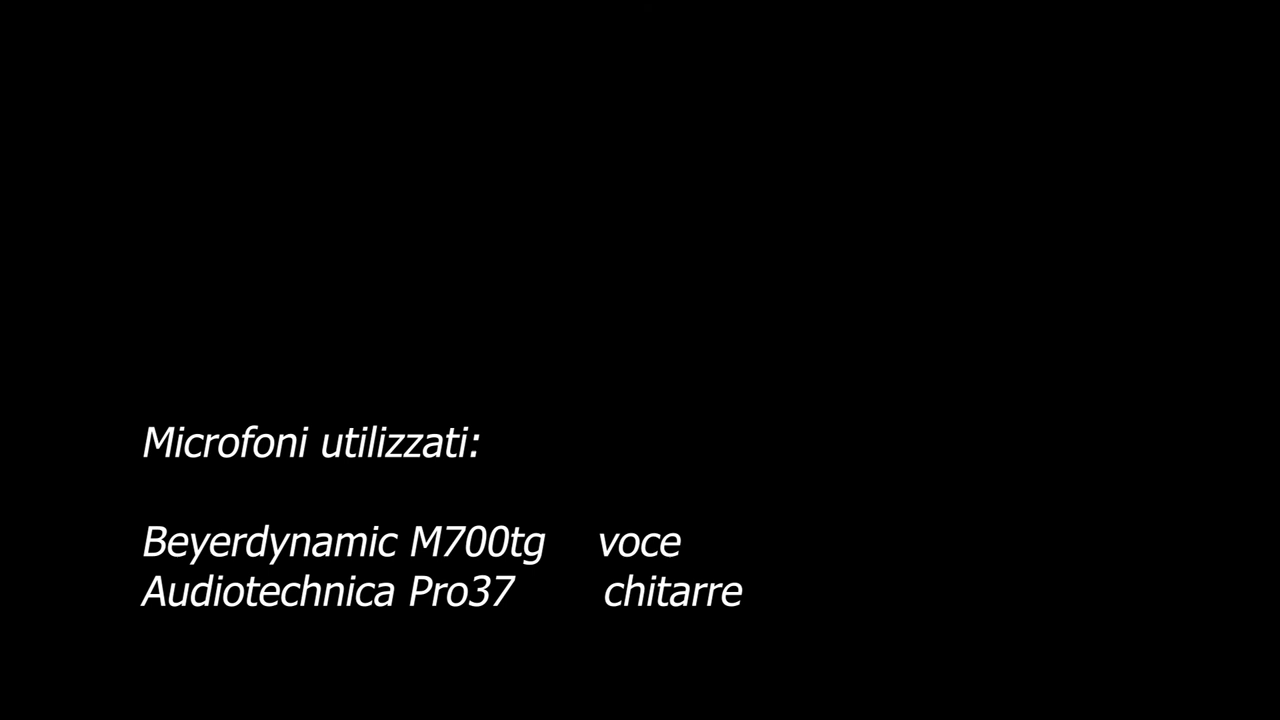 Microfoni utilizzati:
Beyerdynamic M700tg voce
Audiotechnica Pro37 chitarre